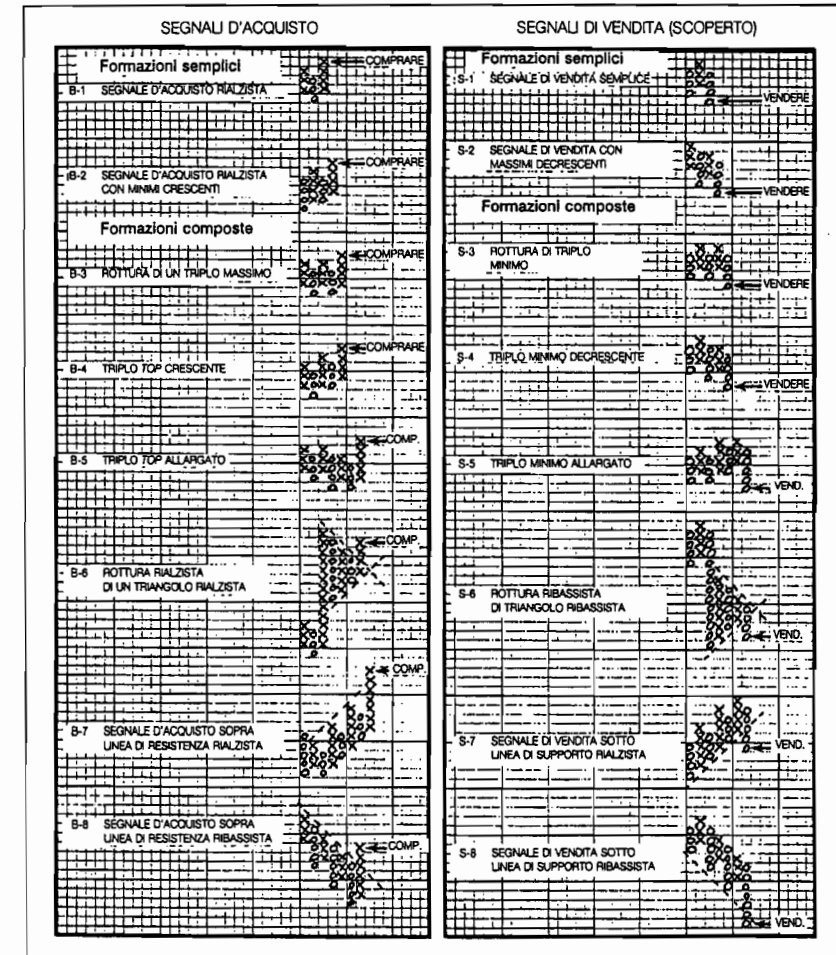 SEGNALI D'ACQUISTO
Formazioni semplici
COMPRARE
B-1 SEGNALE D'ACQUISTO RIALZISTA
COMPRARE
B-2 SEGNALE D'ACQUISTO RIALZISTA
CON MINIMI CRESCENTI
Formazioni composte
COMPRARE
B-3 ROTTURA DI UN TRIPLO MASSIMO
COMPRARE
B-4 TRIPLO TOP CRESCENTE
COMP.
B-5 TRIPLO TOP ALLARGATO
COMP.
B-6 ROTTURA RIALZISTA
DI UN TRIANGOLO RIALZISTA
COMP.
B-7 SEGNALE D'ACQUISTO SOPRA
LINEA DI RESISTENZA RIALZISTA
B-8 SEGNALE D'ACQUISTO SOPRA
LINEA DI RESISTENZA RIBASSISTA
COMP.
SEGNALI DI VENDITA (SCOPERTO)
Formazioni semplici
S-1 SEGNALE DI VENDITA SEMPLICE
VENDERE
S-2 SEGNALE DI VENDITA CON
MASSIMI DECRESCENTI
VENDERE
Formazioni composte
S-3 ROTTURA DI TRIPLO
MINIMO
VENDERE
S-4 TRIPLO MINIMO DECRESCENTE
VENDERE
S-5 TRIPLO MINIMO ALLARGATO
VEND.
S-6 ROTTURA RIBASSISTA
DI TRIANGOLO RIBASSISTA
VEND.
S-7 SEGNALE DI VENDITA SOTTO
LINEA DI SUPPORTO RIALZISTA
VEND.
S-8 SEGNALE DI VENDITA SOTTO
LINEA DI SUPPORTO RIBASSISTA
VEND.